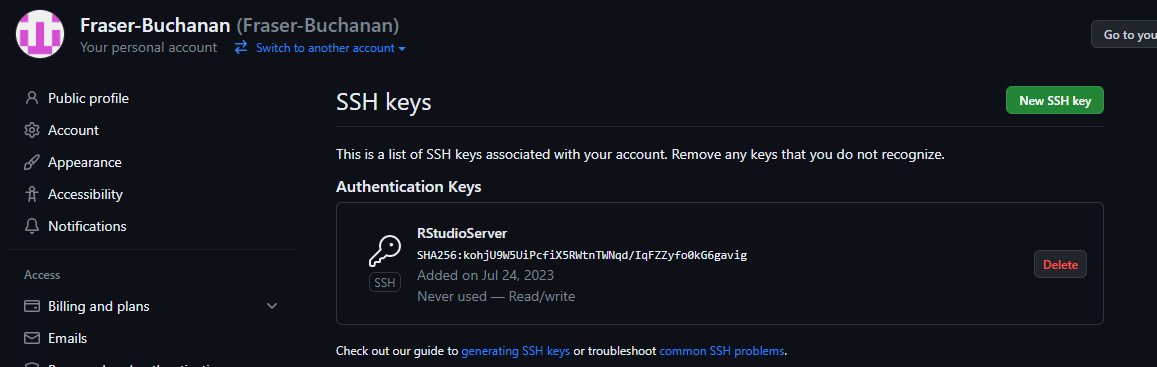 Fraser-Buchanan (Fraser-Buchanan)
Your personal account Switch to another account
Go to you
Public profile
Account
Appearance
Accessibility
Notifications
Access
Billing and plans
Emails
SSH keys
New SSH key
This is a list of SSH keys associated with your account. Remove any keys that you do not recognize.
Authentication Keys
RStudioServer
SHA256:kohjU9W5UiPcfiX5RWtnTWNqd/IqFZZyfo0kG6gavig
SSH
Added on Jul 24, 2023
Never used — Read/write
Delete
Check out our guide to generating SSH keys or troubleshoot common SSH problems.